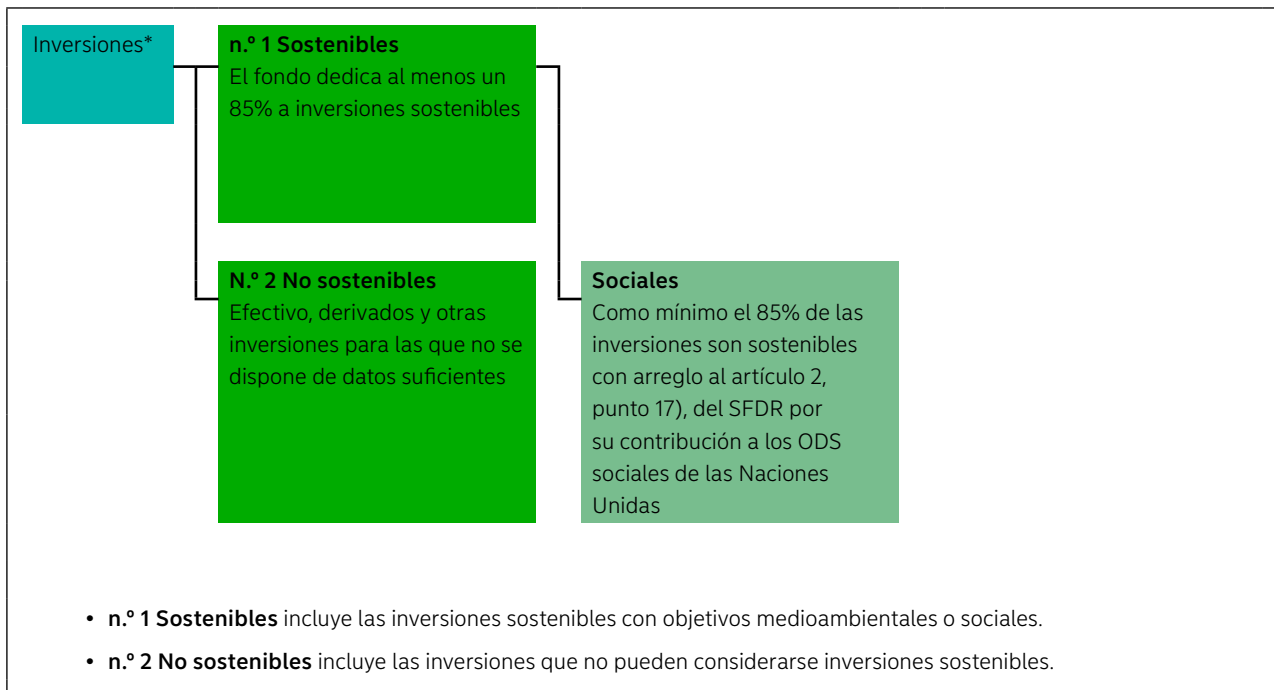 Inversiones*
n.º 1 Sostenibles
El fondo dedica al menos un
85% a inversiones sostenibles
N.º 2 No sostenibles
Efectivo, derivados y otras
inversiones para las que no se
dispone de datos suficientes
Sociales
Como mínimo el 85% de las
inversiones son sostenibles
con arreglo al artículo 2,
punto 17), del SFDR por
su contribución a los ODS
sociales de las Naciones
Unidas
• n.º 1 Sostenibles incluye las inversiones sostenibles con objetivos medioambientales o sociales.
• n.º 2 No sostenibles incluye las inversiones que no pueden considerarse inversiones sostenibles.